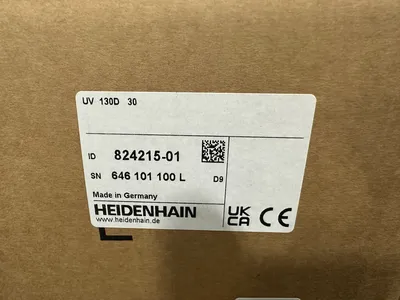 UV 130D 30
ID 824215-01
SN 646 101 100 L D9
Made in Germany
HEIDENHAIN
www.heidenhain.de
UK
CA CE